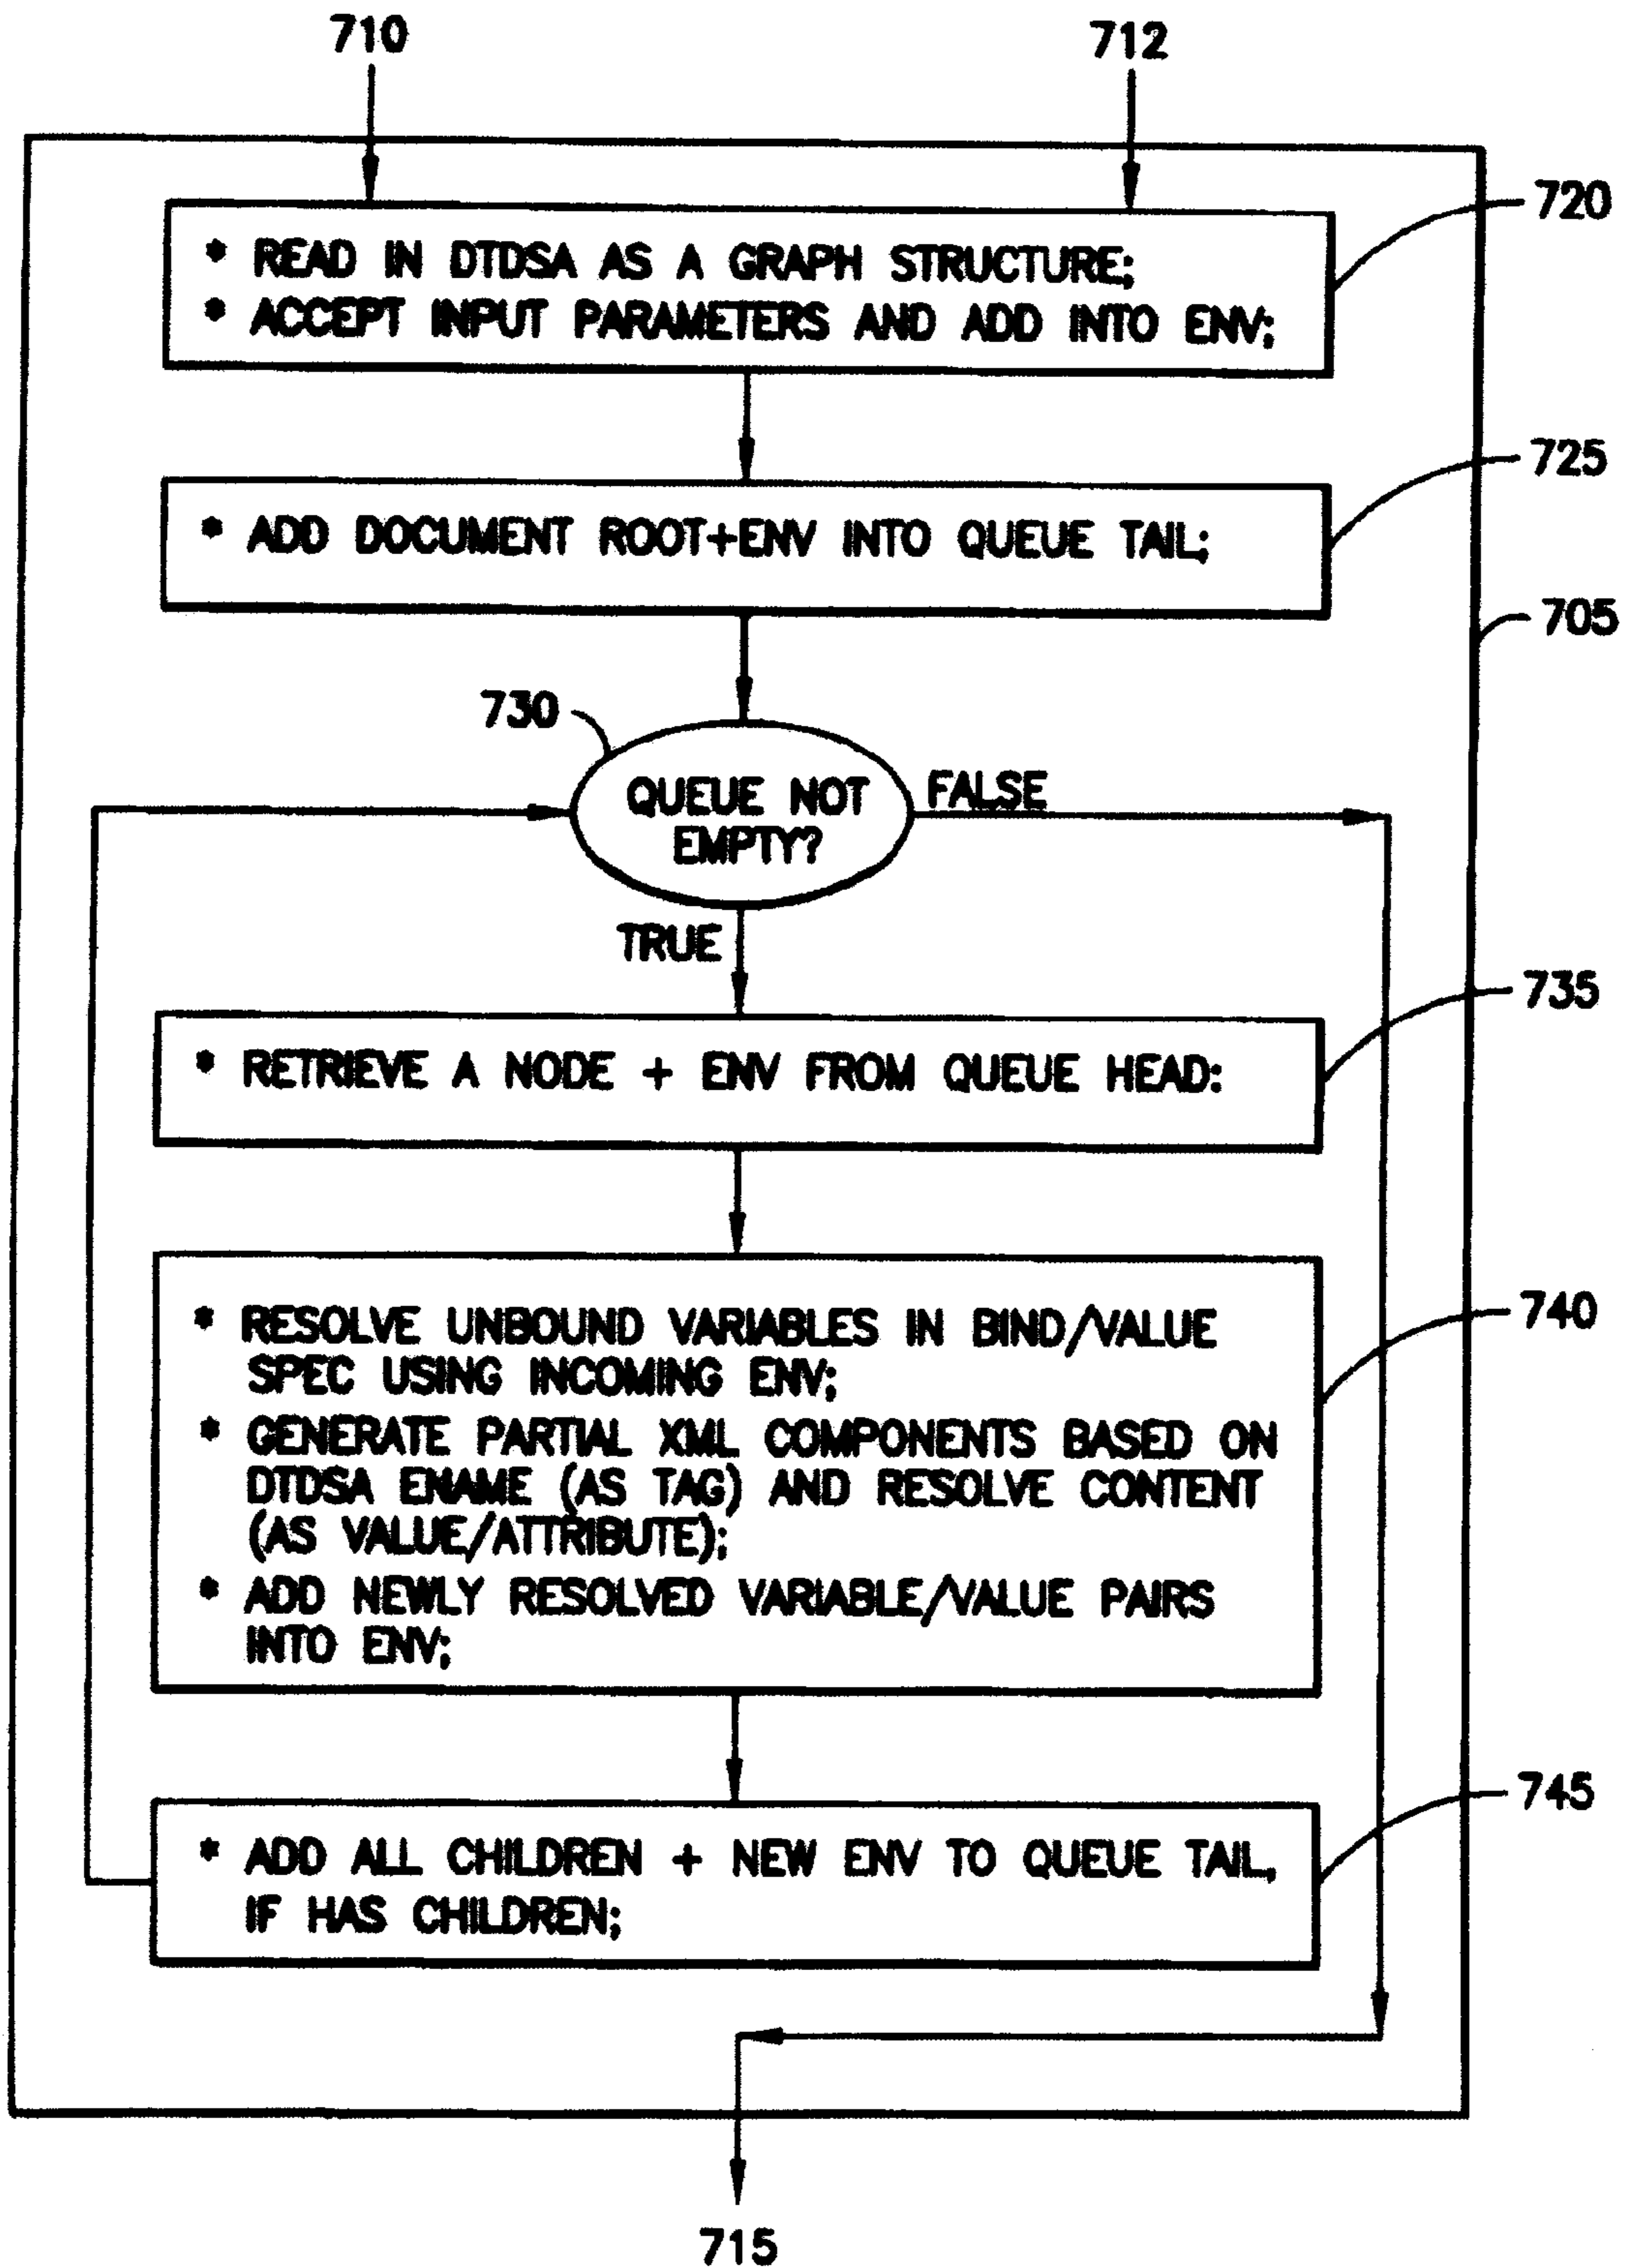 710
712
* READ IN DTDSA AS A GRAPH STRUCTURE;
* ACCEPT INPUT PARAMETERS AND ADD INTO ENV;
720
* ADD DOCUMENT ROOT+ENV INTO QUEUE TAIL;
725
705
730
QUEUE NOT
EMPTY?
FALSE
TRUE
* RETRIEVE A NODE + ENV FROM QUEUE HEAD:
735
* RESOLVE UNBOUND VARIABLES IN BIND/VALUE
SPEC USING INCOMING ENV;
* GENERATE PARTIAL XML COMPONENTS BASED ON
DTDSA ENAME (AS TAG) AND RESOLVE CONTENT
(AS VALUE/ATTRIBUTE);
* ADD NEWLY RESOLVED VARIABLE/VALUE PAIRS
INTO ENV;
740
* ADD ALL CHILDREN + NEW ENV TO QUEUE TAIL,
IF HAS CHILDREN;
745
715